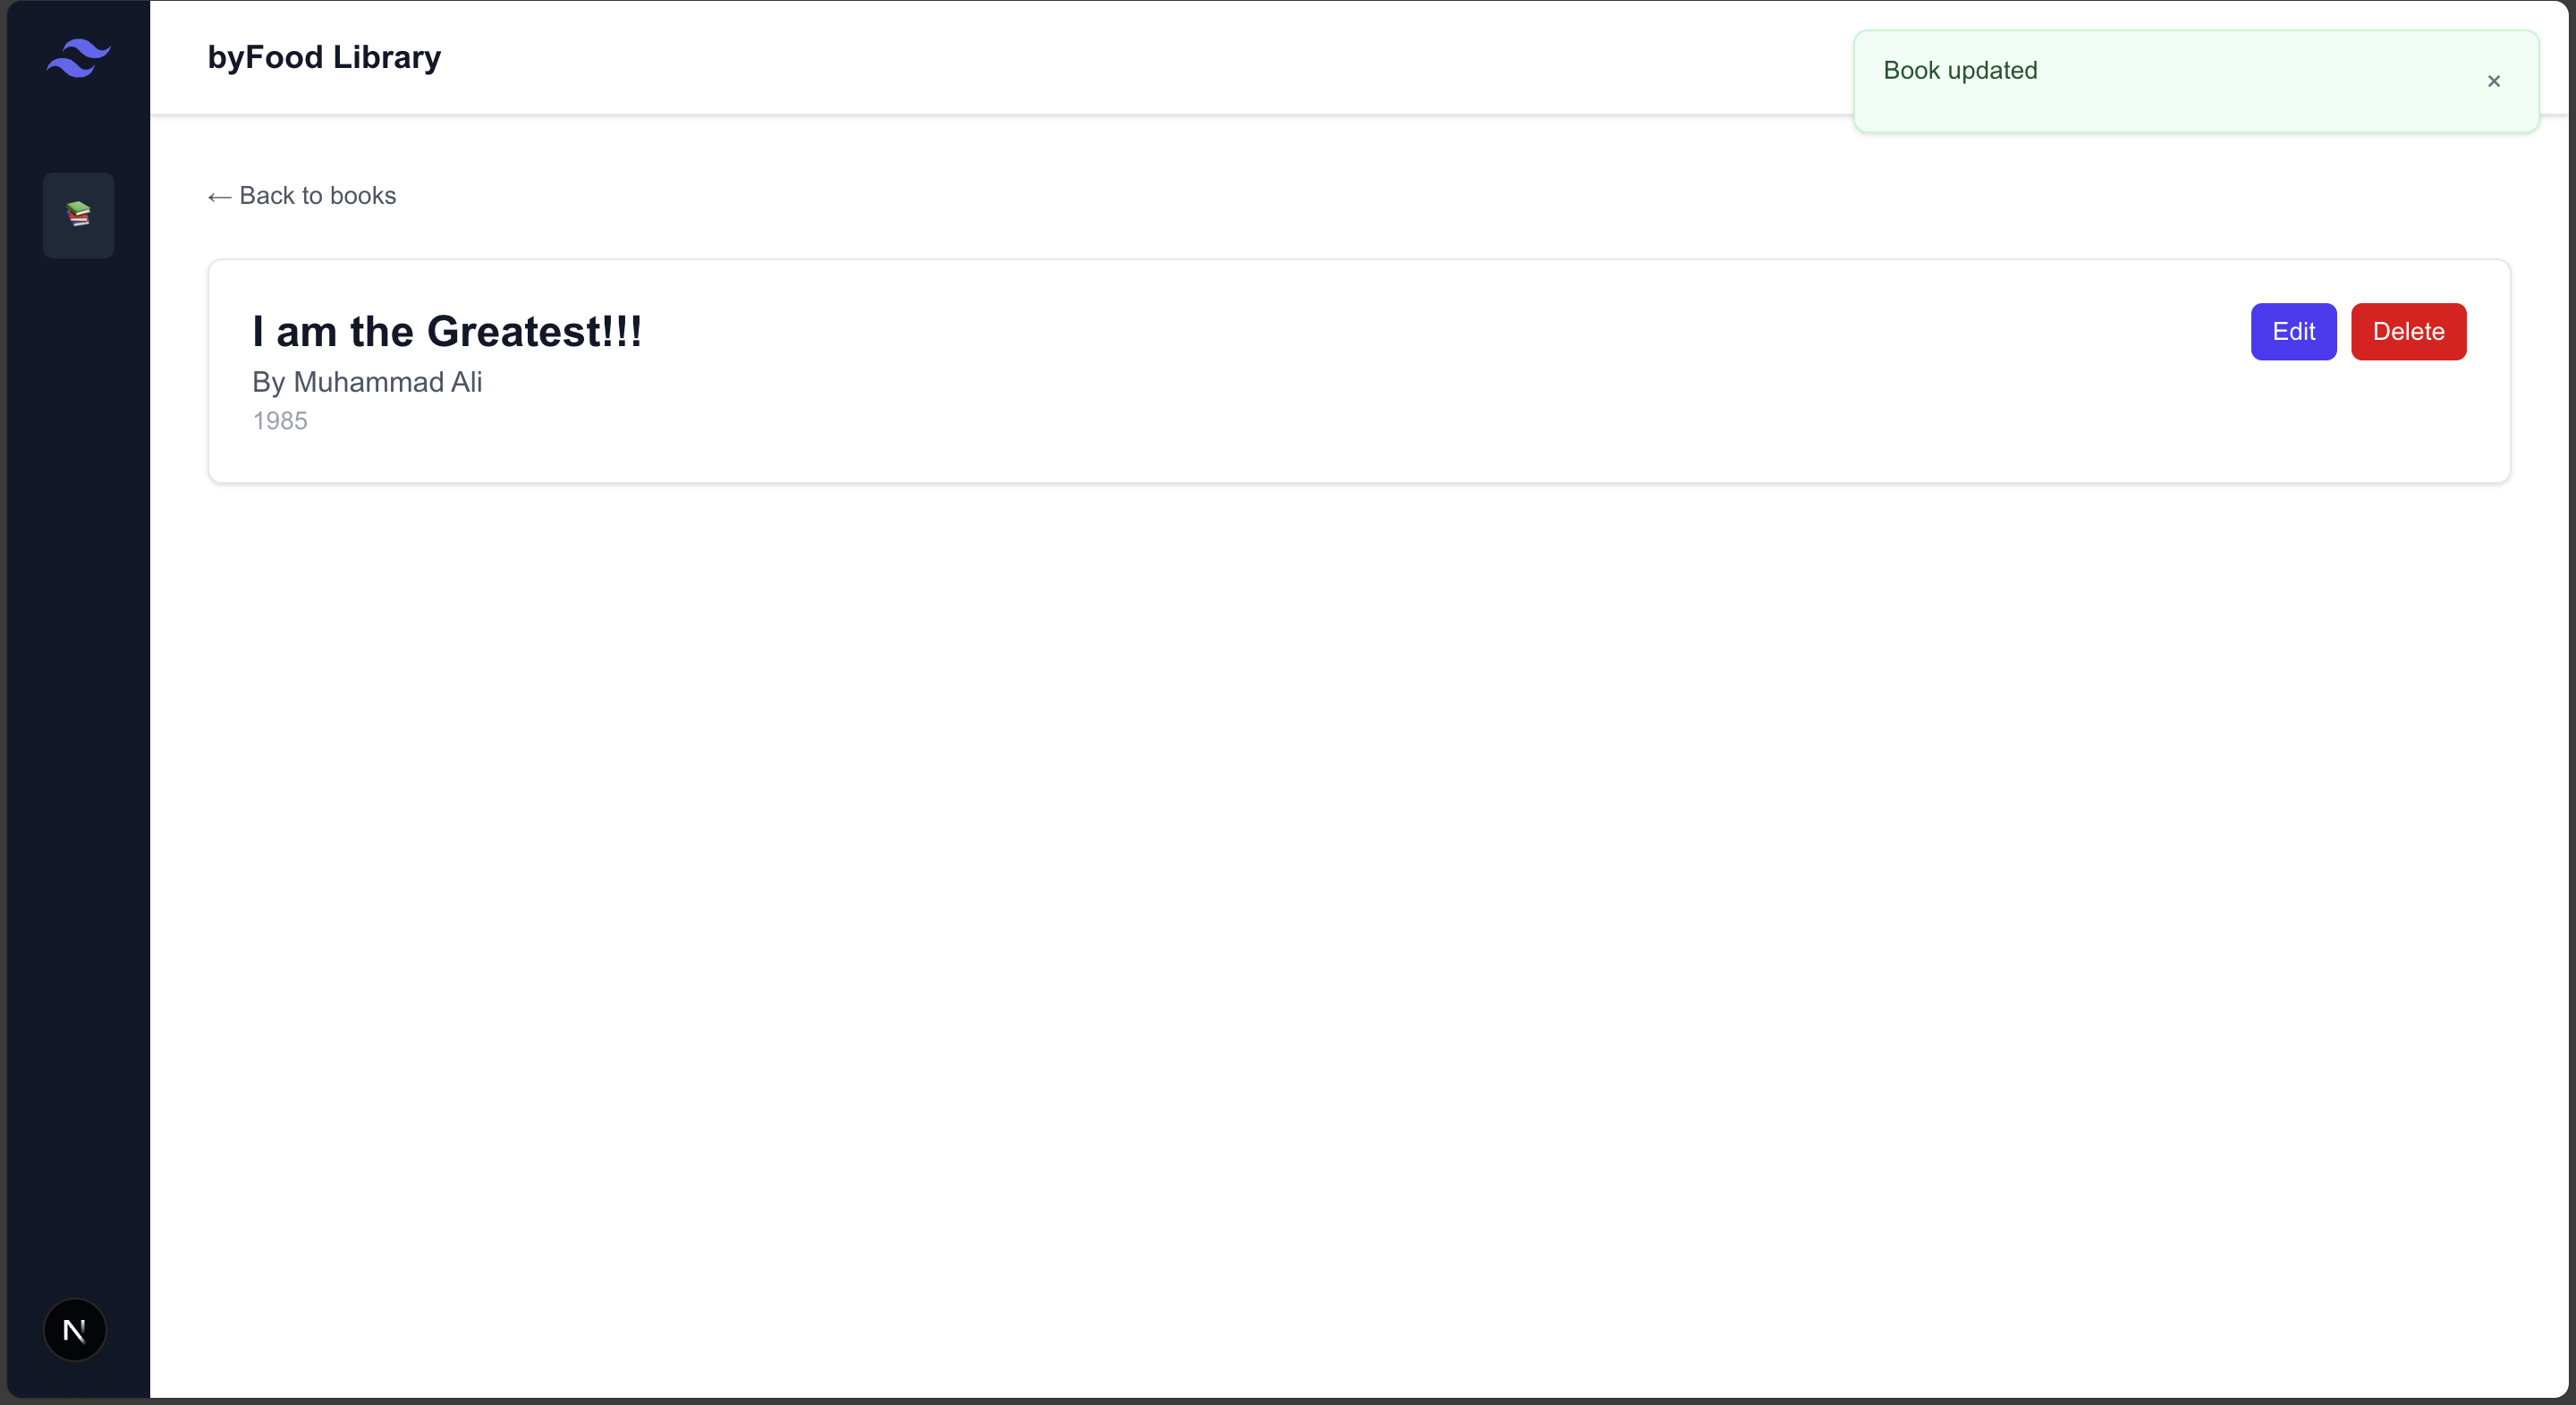 byFood Library
Book updated
×
← Back to books
I am the Greatest!!!
Edit
Delete
By Muhammad Ali
1985
N